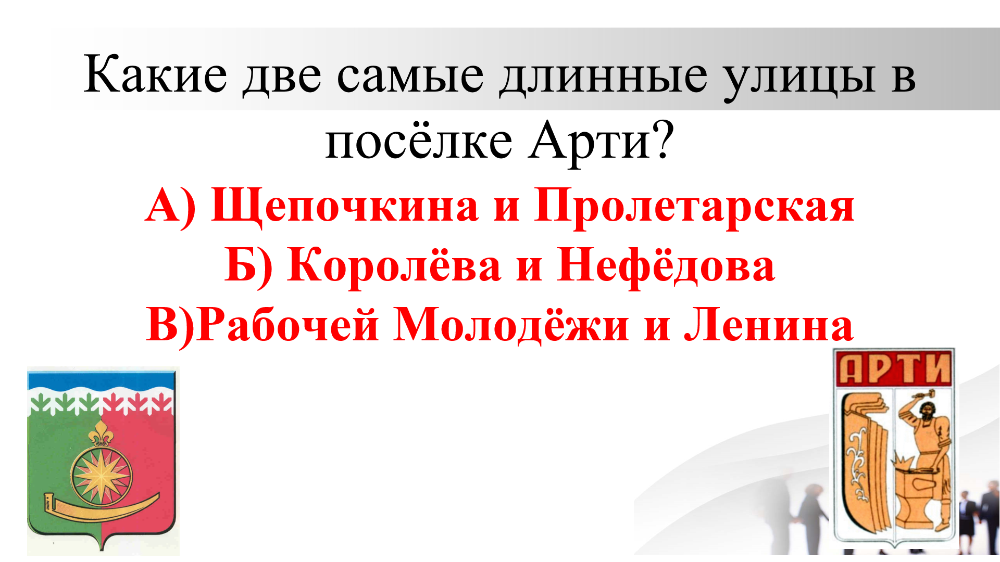 Какие две самые длинные улицы в
посёлке Арти?
А) Щепочкина и Пролетарская
Б) Королёва и Нефёдова
В)Рабочей Молодёжи и Ленина
АРТИ